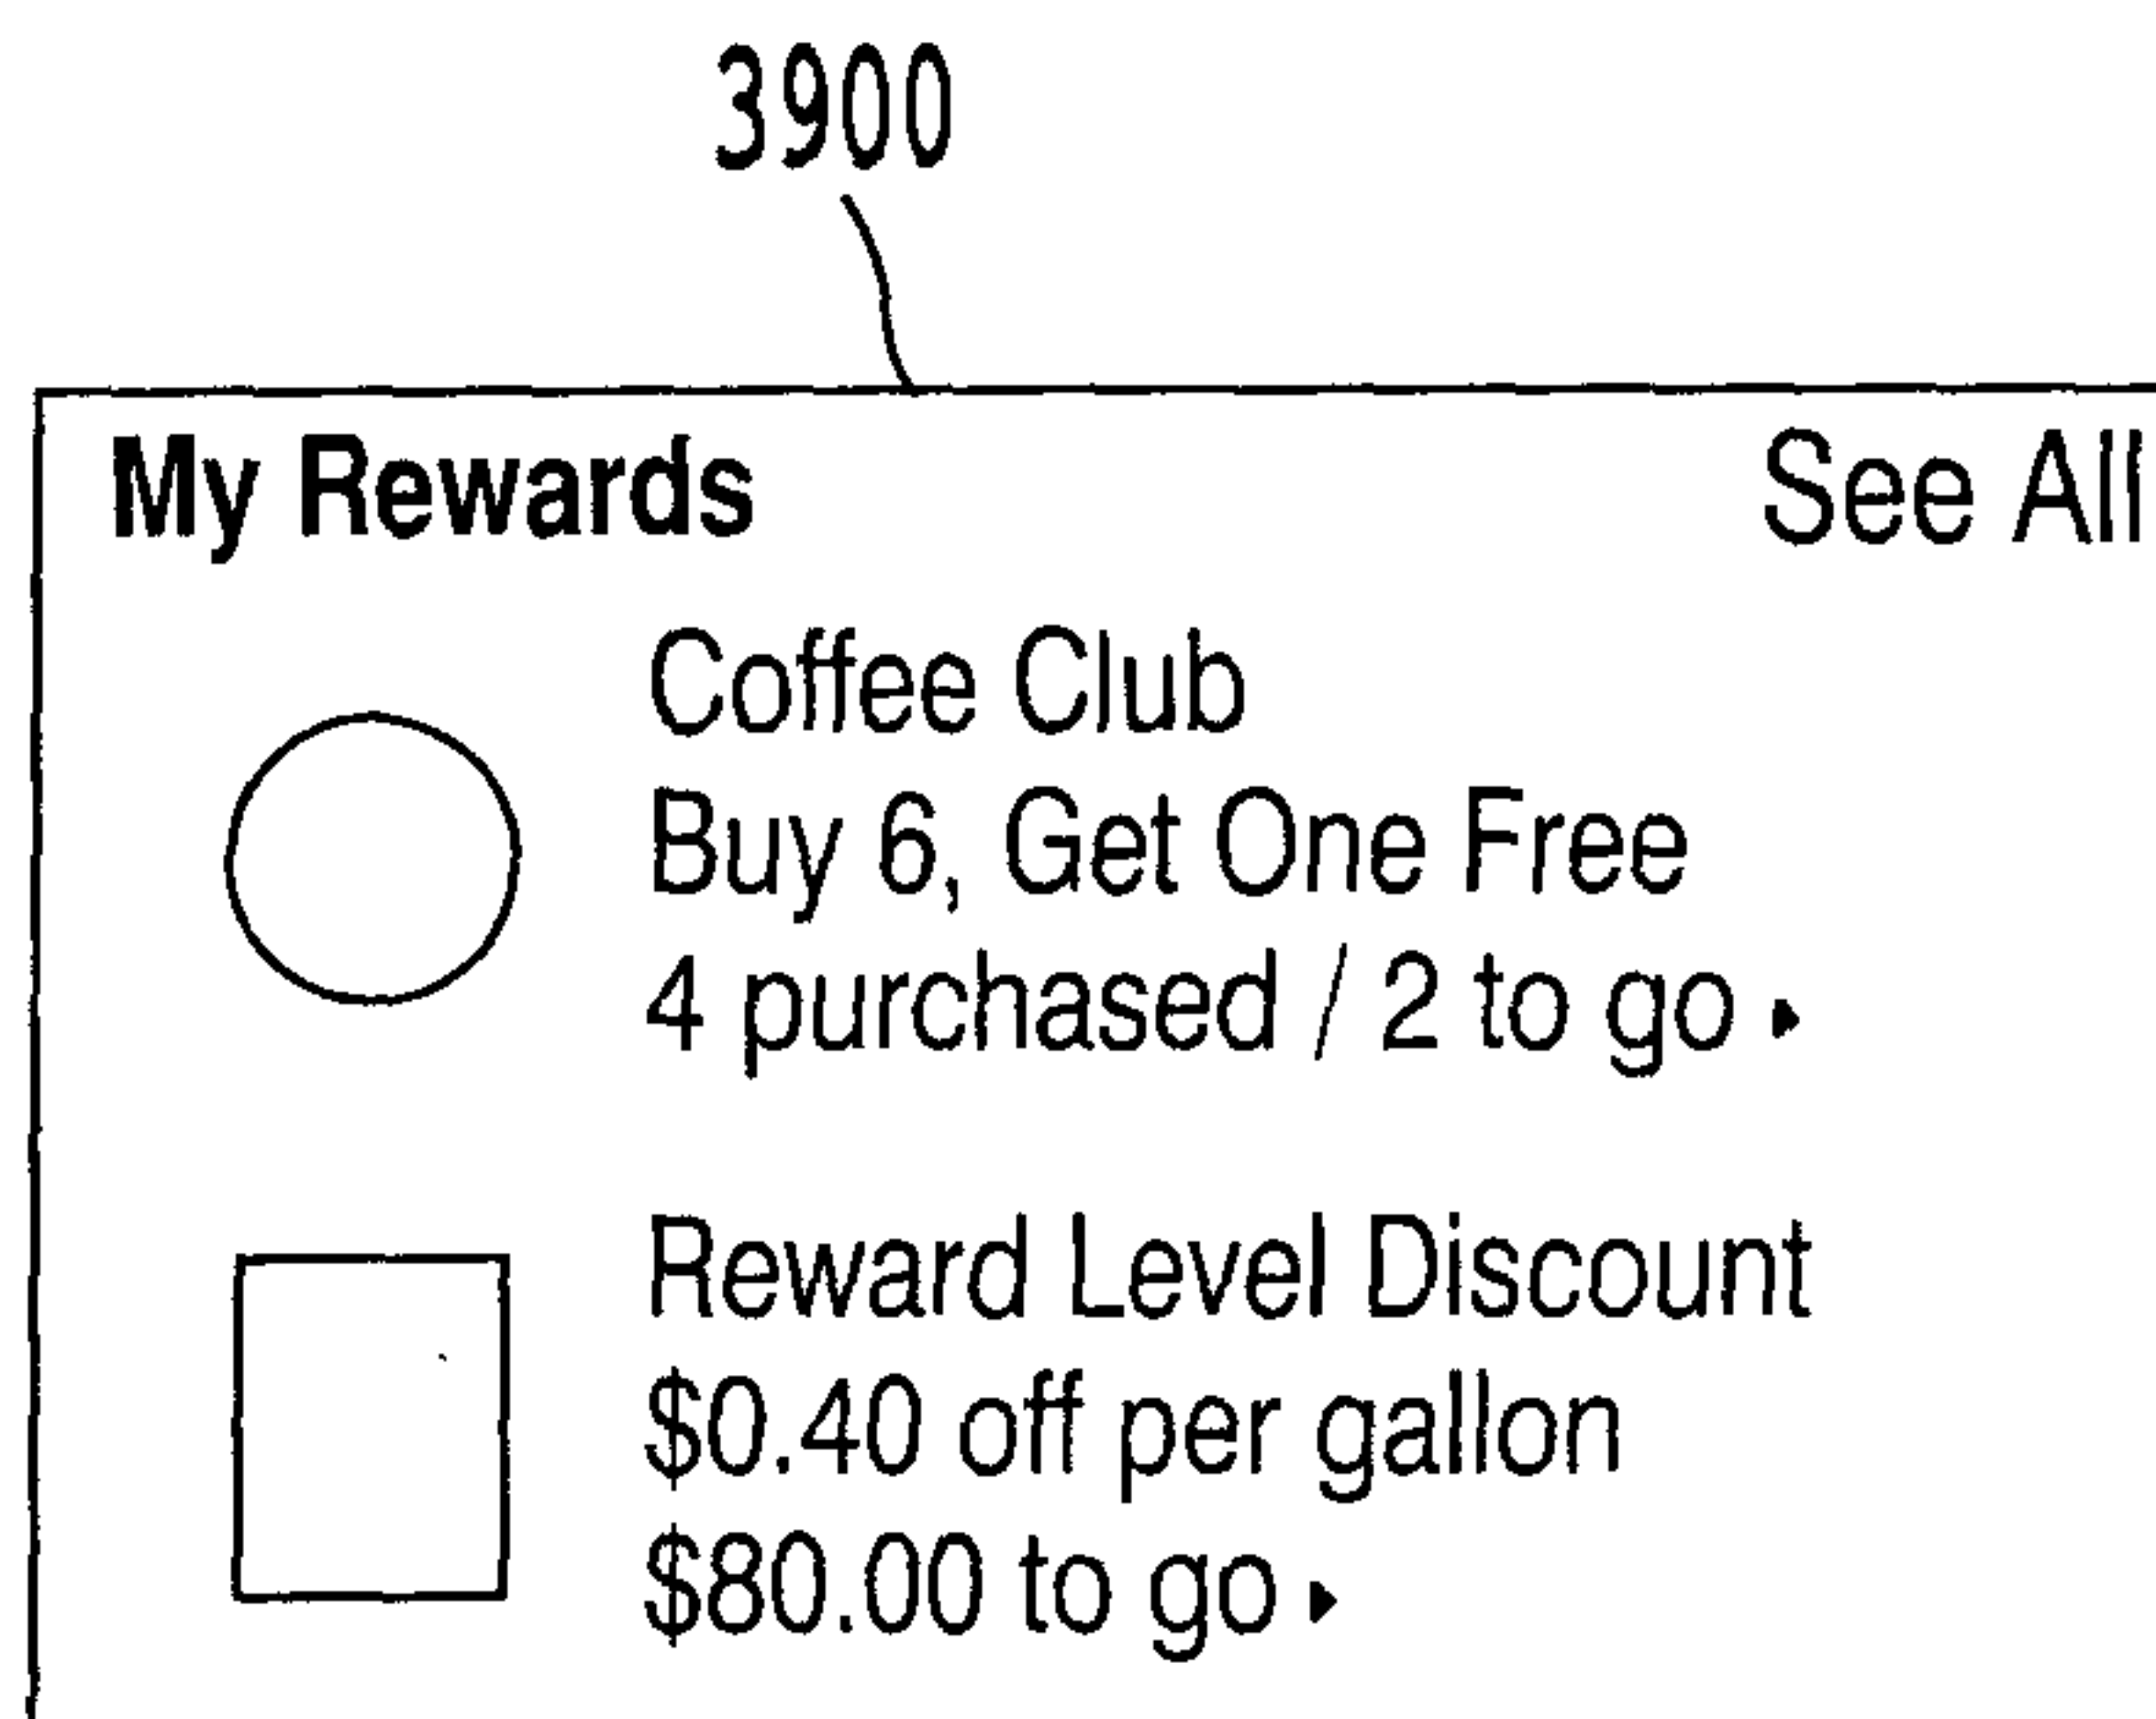 3900
My Rewards See All
Coffee Club
Buy 6, Get One Free
4 purchased / 2 to go
Reward Level Discount
$0.40 off per gallon
$80.00 to go